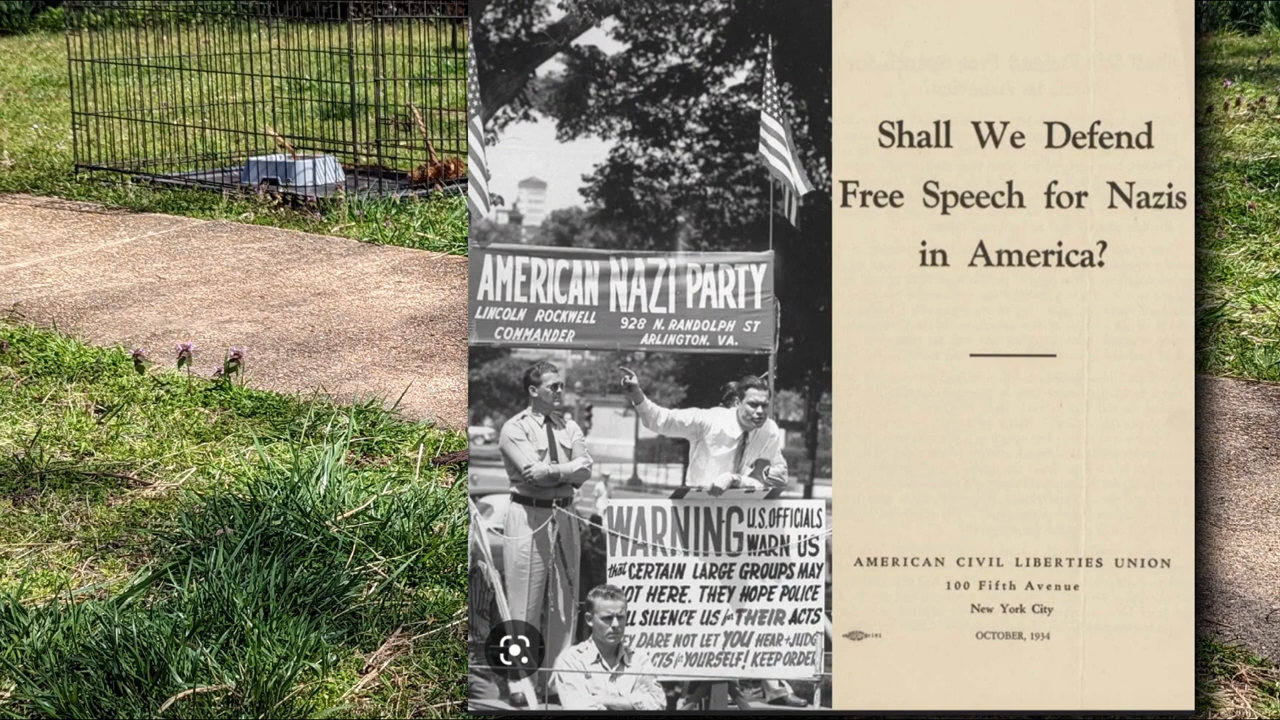 AMERICAN NAZI PARTY
LINCOLN ROCKWELL
COMMANDER
928 N. RANDOLPH ST
ARLINGTON, VA.
WARNING U.S. OFFICIALS
WARN US
that CERTAIN LARGE GROUPS MAY
HERE. THEY HOPE POLICE
SILENCE US for THEIR ACTS
DARE NOT LET YOU HEAR + JUDGE
for YOURSELF! KEEP ORDER
Shall We Defend
Free Speech for Nazis
in America?
AMERICAN CIVIL LIBERTIES UNION
100 Fifth Avenue
New York City
OCTOBER, 1934